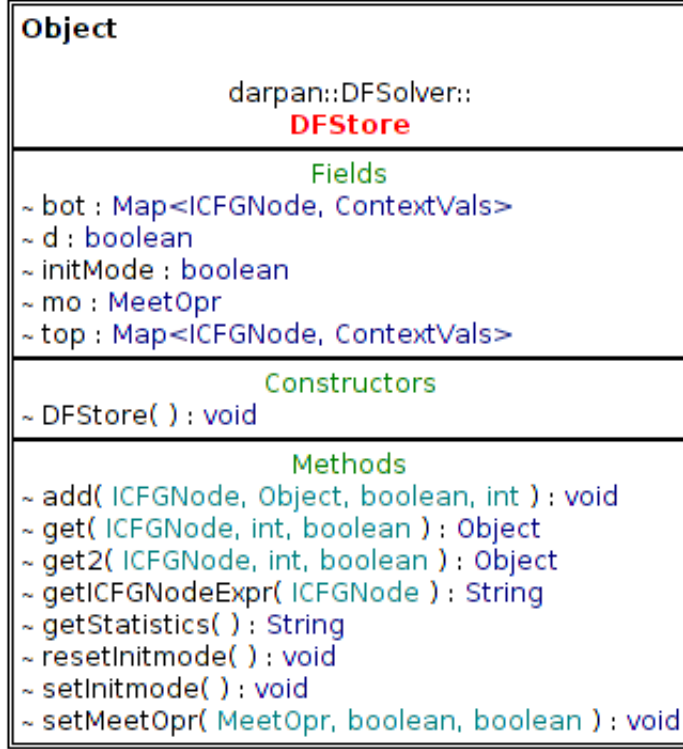 Object
darpan::DFSolver::
DFStore
Fields
~ bot : Map<ICFGNode, ContextVals>
~ d : boolean
~ initMode : boolean
~ mo : MeetOpr
~ top : Map<ICFGNode, ContextVals>
Constructors
~ DFStore( ) : void
Methods
~ add( ICFGNode, Object, boolean, int ) : void
~ get( ICFGNode, int, boolean ) : Object
~ get2( ICFGNode, int, boolean ) : Object
~ getICFGNodeExpr( ICFGNode ) : String
~ getStatistics( ) : String
~ resetInitmode( ) : void
~ setInitmode( ) : void
~ setMeetOpr( MeetOpr, boolean, boolean ) : void